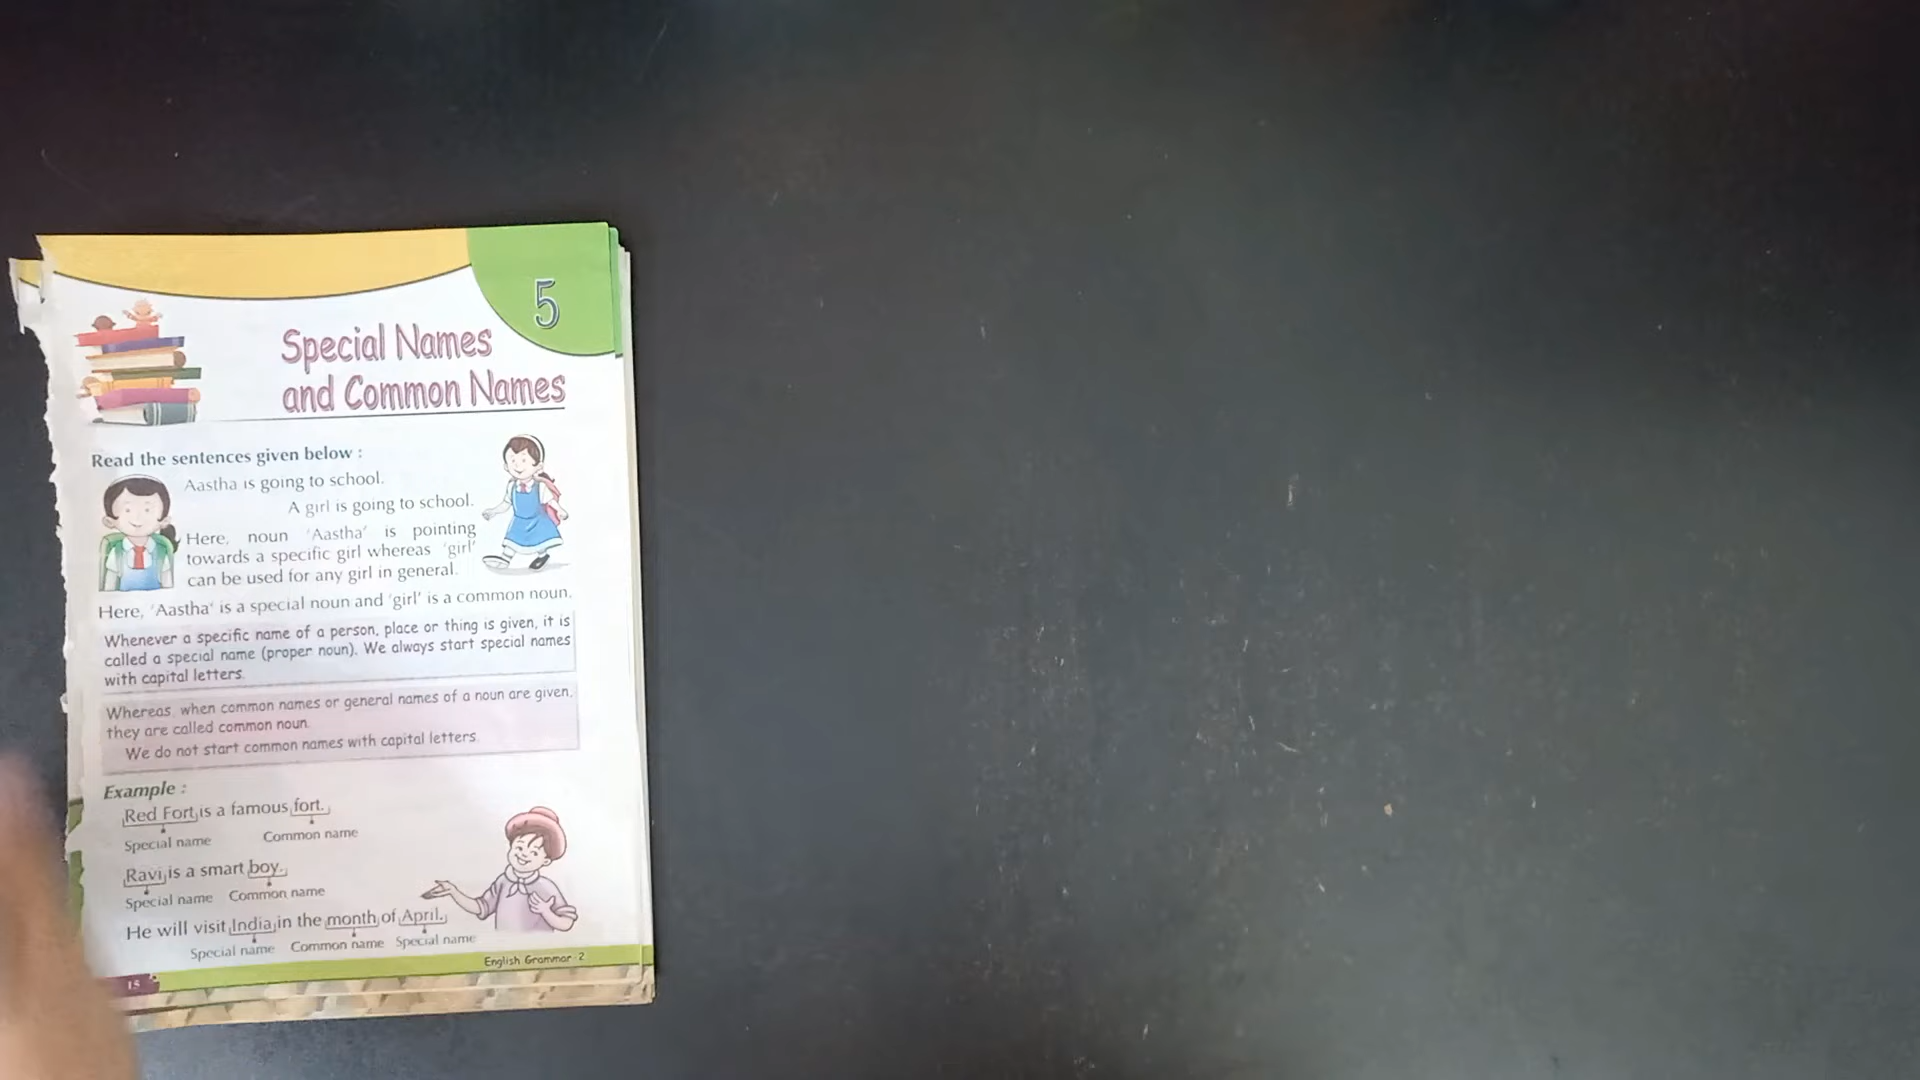 5
Special Names
and Common Names
Read the sentences given below :
Aastha is going to school.
A girl is going to school.
Here, noun 'Aastha' is pointing
towards a specific girl whereas 'girl'
can be used for any girl in general.
Here, 'Aastha' is a special noun and 'girl' is a common noun.
Whenever a specific name of a person, place or thing is given, it is
called a special name (proper noun). We always start special names
with capital letters.
Whereas, when common names or general names of a noun are given,
they are called common noun.
We do not start common names with capital letters.
Example :
Red Fort is a famous fort.
Special name Common name
Ravi is a smart boy.
Special name Common name
He will visit India in the month of April.
Special name Common name Special name
English Grammar-2
15